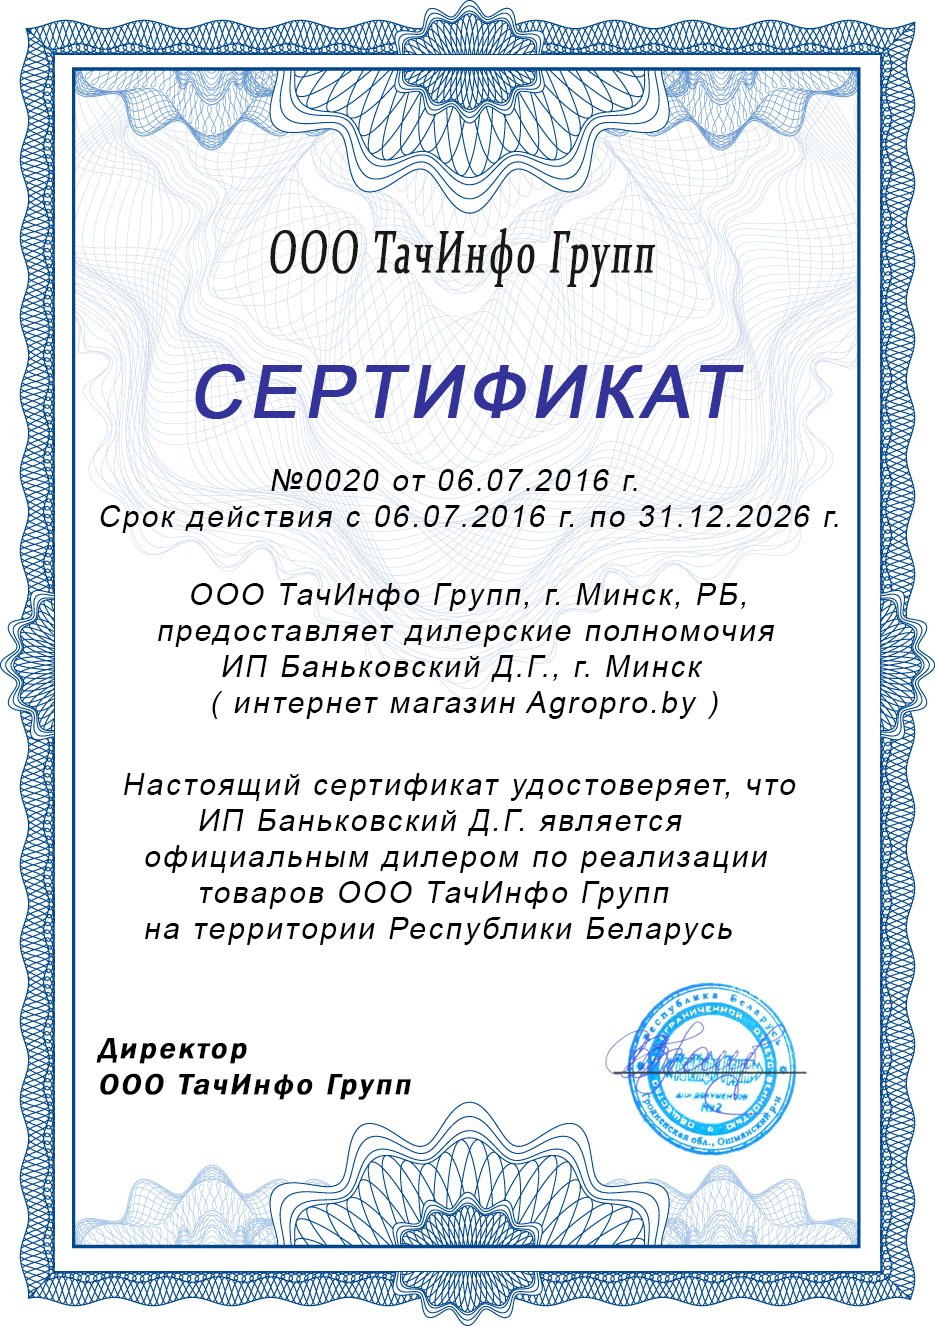 ООО ТачИнфо Групп
СЕРТИФИКАТ
№0020 от 06.07.2016 г.
Срок действия с 06.07.2016 г. по 31.12.2026 г.
ООО ТачИнфо Групп, г. Минск, РБ,
предоставляет дилерские полномочия
ИП Баньковский Д.Г., г. Минск
( интернет магазин Agropro.by )
Настоящий сертификат удостоверяет, что
ИП Баньковский Д.Г. является
официальным дилером по реализации
товаров ООО ТачИнфо Групп
на территории Республики Беларусь
Директор
ООО ТачИнфо Групп
Республика Беларусь
ограниченной ответственностью
общество
для документов
№2
Гродненская обл., Ошмянский р-н